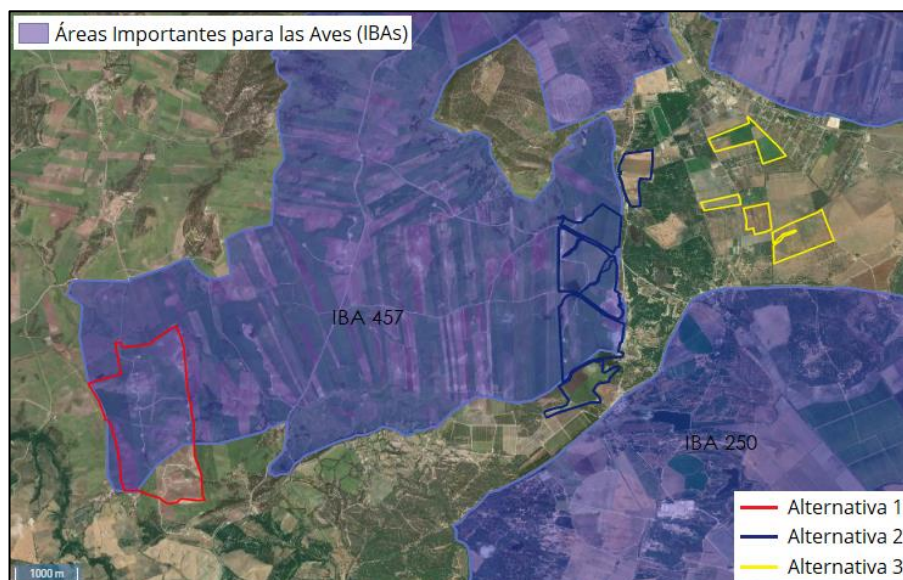 Áreas Importantes para las Aves (IBAs)
IBA 457
IBA 250
Alternativa 1
Alternativa 2
Alternativa 3
1000 m